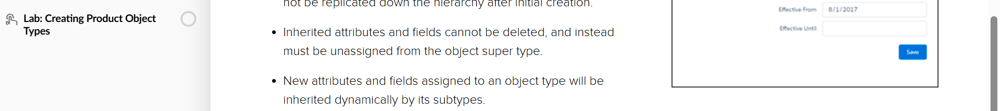 Lab: Creating Product Object
Types
not be replicated down the hierarchy after initial creation.
• Inherited attributes and fields cannot be deleted, and instead
must be unassigned from the object super type.
• New attributes and fields assigned to an object type will be
inherited dynamically by its subtypes.
Effective From 8/1/2017
Effective Until
Save